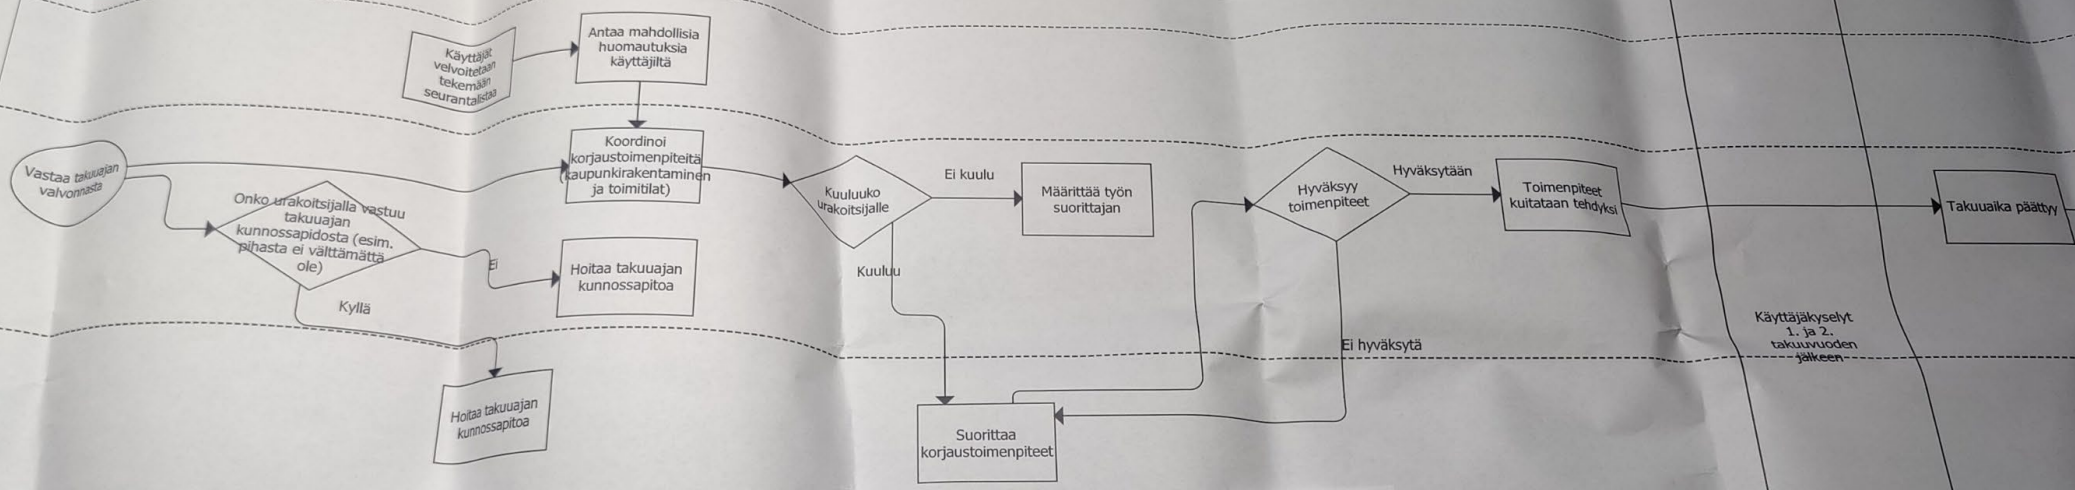 Käyttäjät
velvoitetaan
tekemään
seurantalistaa
Antaa mahdollisia
huomautuksia
käyttäjiltä
Vastaa takuuajan
valvonnasta
Koordinoi
korjaustoimenpiteitä
(kaupunkirakentaminen
ja toimitilat)
Onko urakoitsijalla vastuu
takuuajan
kunnossapidosta (esim.
pihasta ei välttämättä
ole)
Ei
Kyllä
Hoitaa takuuajan
kunnossapitoa
Hoitaa takuuajan
kunnossapitoa
Kuuluuko
urakoitsijalle
Ei kuulu
Kuuluu
Määrittää työn
suorittajan
Suorittaa
korjaustoimenpiteet
Hyväksyy
toimenpiteet
Hyväksytään
Ei hyväksytä
Toimenpiteet
kuitataan tehdyksi
Käyttäjäkyselyt
1. ja 2.
takuuvuoden
jälkeen
Takuuaika päättyy